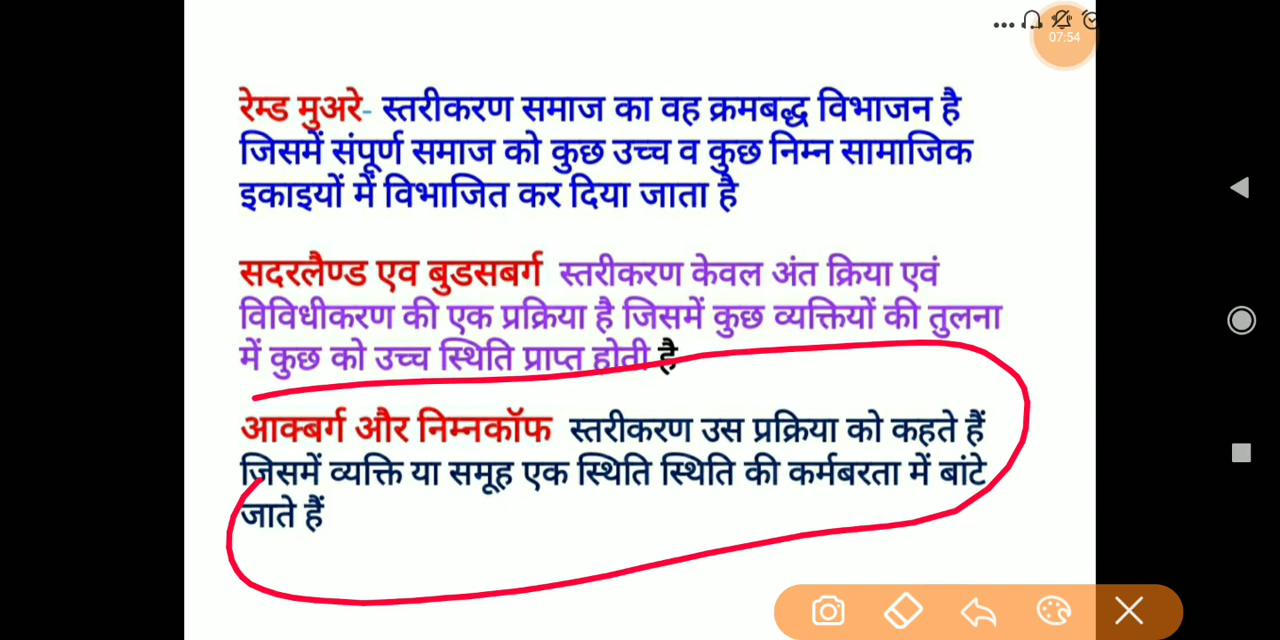 07:54
रेम्ड मुअरे- स्तरीकरण समाज का वह क्रमबद्ध विभाजन है
जिसमें संपूर्ण समाज को कुछ उच्च व कुछ निम्न सामाजिक
इकाइयों में विभाजित कर दिया जाता है
सदरलैण्ड एव बुडसबर्ग स्तरीकरण केवल अंत क्रिया एवं
विविधीकरण की एक प्रक्रिया है जिसमें कुछ व्यक्तियों की तुलना
में कुछ को उच्च स्थिति प्राप्त होती है
आक्बर्ग और निम्नकॉफ स्तरीकरण उस प्रक्रिया को कहते हैं
जिसमें व्यक्ति या समूह एक स्थिति स्थिति की कर्मबरता में बांटे
जाते हैं